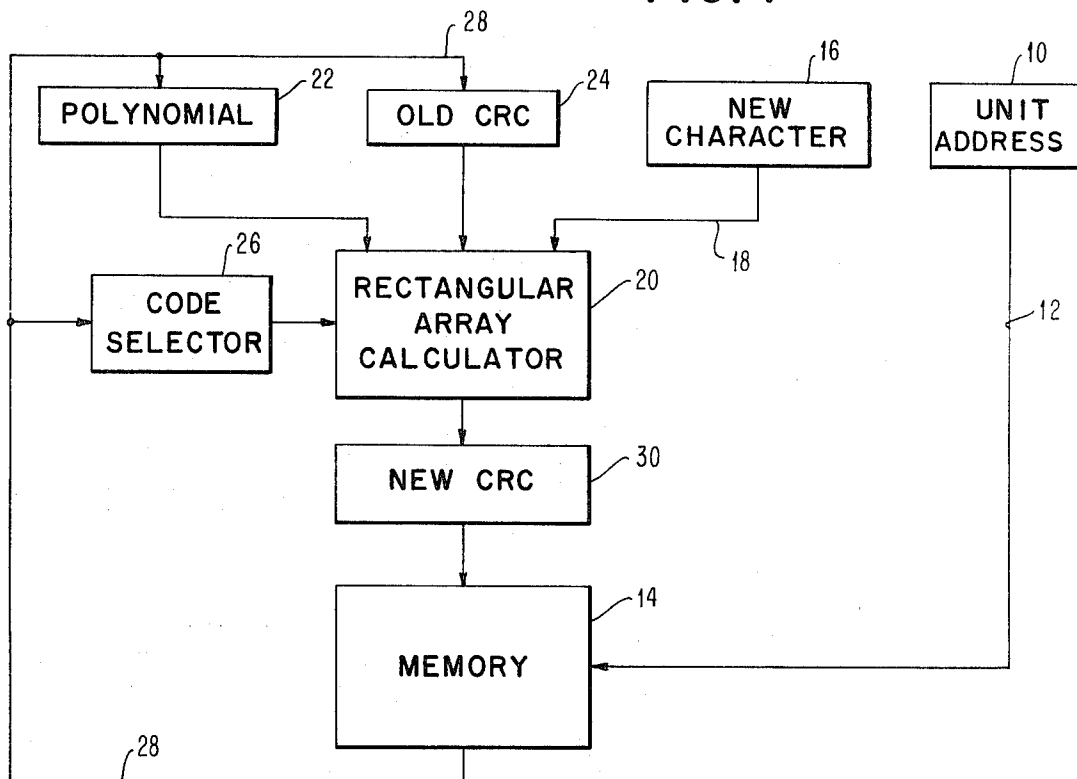 28
16
10
22
24
POLYNOMIAL
OLD CRC
NEW
CHARACTER
UNIT
ADDRESS
26
18
20
12
CODE
SELECTOR
RECTANGULAR
ARRAY
CALCULATOR
30
NEW CRC
14
MEMORY
28